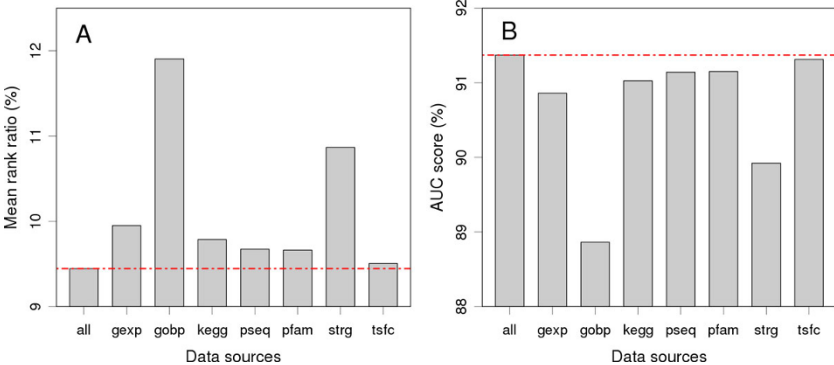 A
Mean rank ratio (%)
12
11
10
9
all gexp gobp kegg pseq pfam strg tsfc
Data sources
B
AUC score (%)
92
91
90
89
88
all gexp gobp kegg pseq pfam strg tsfc
Data sources